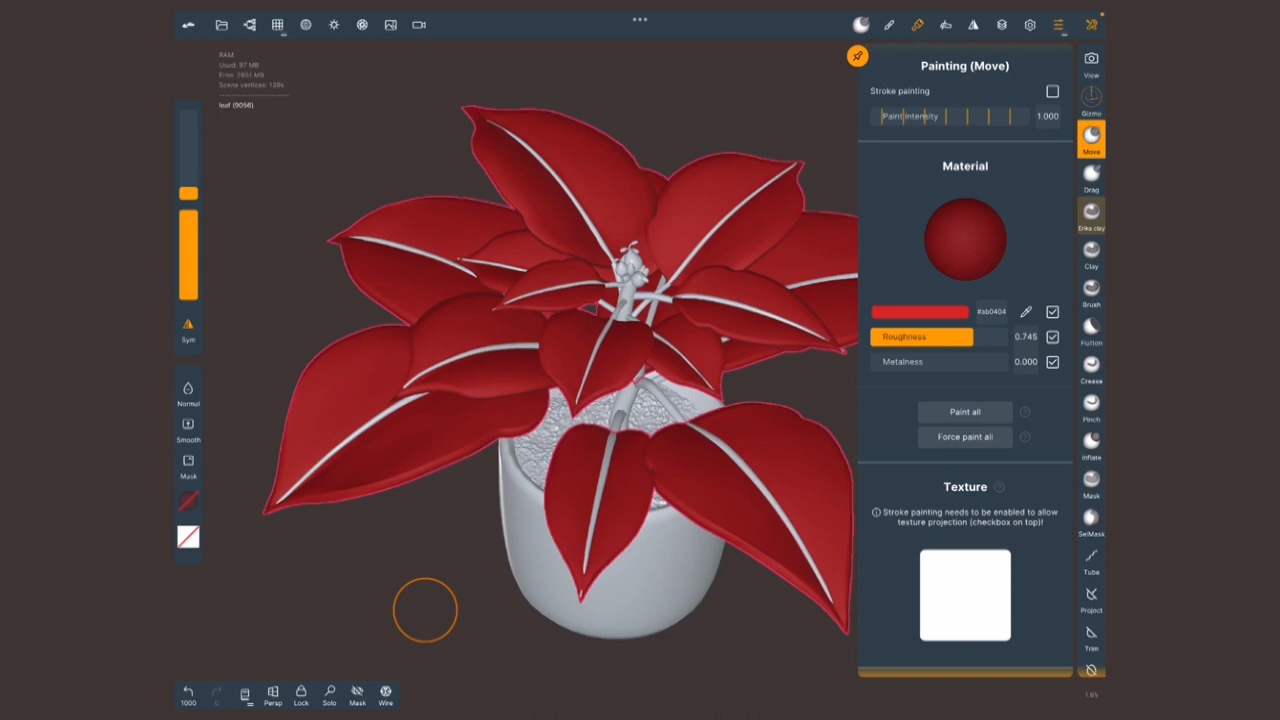 RAM
Used: 97 MB
Free: 2851 MB
Scene vertices: 138k
leaf (9056)
Sym
Normal
Smooth
Mask
1000
0
Persp
Lock
Solo
Mask
Wire
Painting (Move)
Stroke painting
Paint intensity
1.000
Material
#ab0404
Roughness
0.745
Metalness
0.000
Paint all
?
Force paint all
?
Texture ?
Stroke painting needs to be enabled to allow
texture projection (checkbox on top)!
View
Gizmo
Move
Drag
Erika clay
Clay
Brush
Flatten
Crease
Pinch
Inflate
Mask
SelMask
Tube
Project
Trim